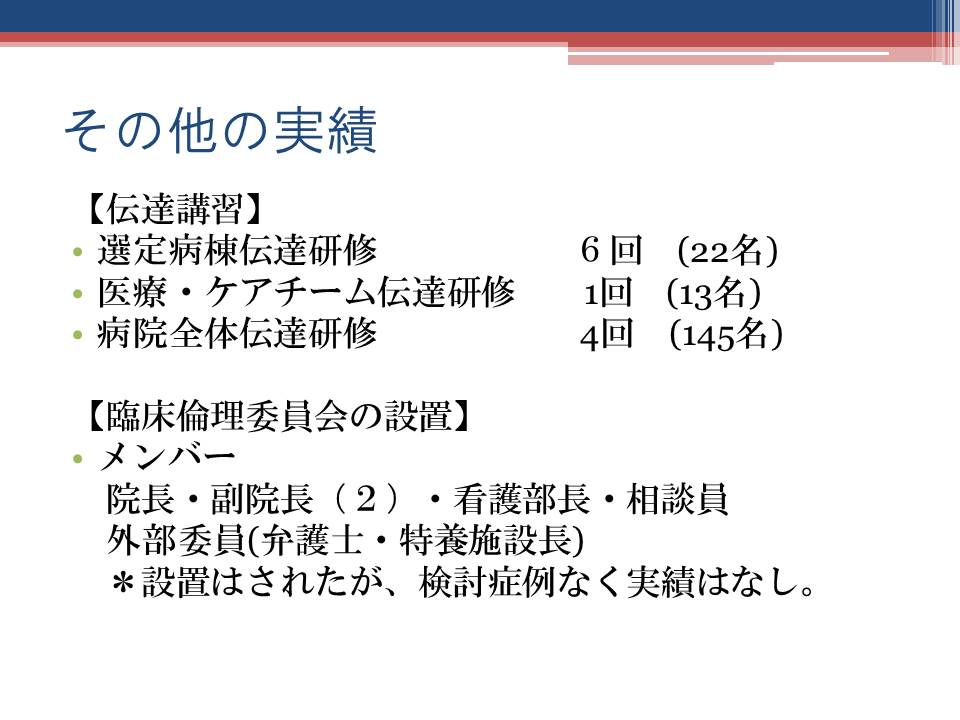 その他の実績
【伝達講習】
• 選定病棟伝達研修 ６回 (22名)
• 医療・ケアチーム伝達研修 1回 (13名)
• 病院全体伝達研修 4回 (145名)
【臨床倫理委員会の設置】
• メンバー
院長・副院長（２）・看護部長・相談員
外部委員(弁護士・特養施設長)
＊設置はされたが、検討症例なく実績はなし。